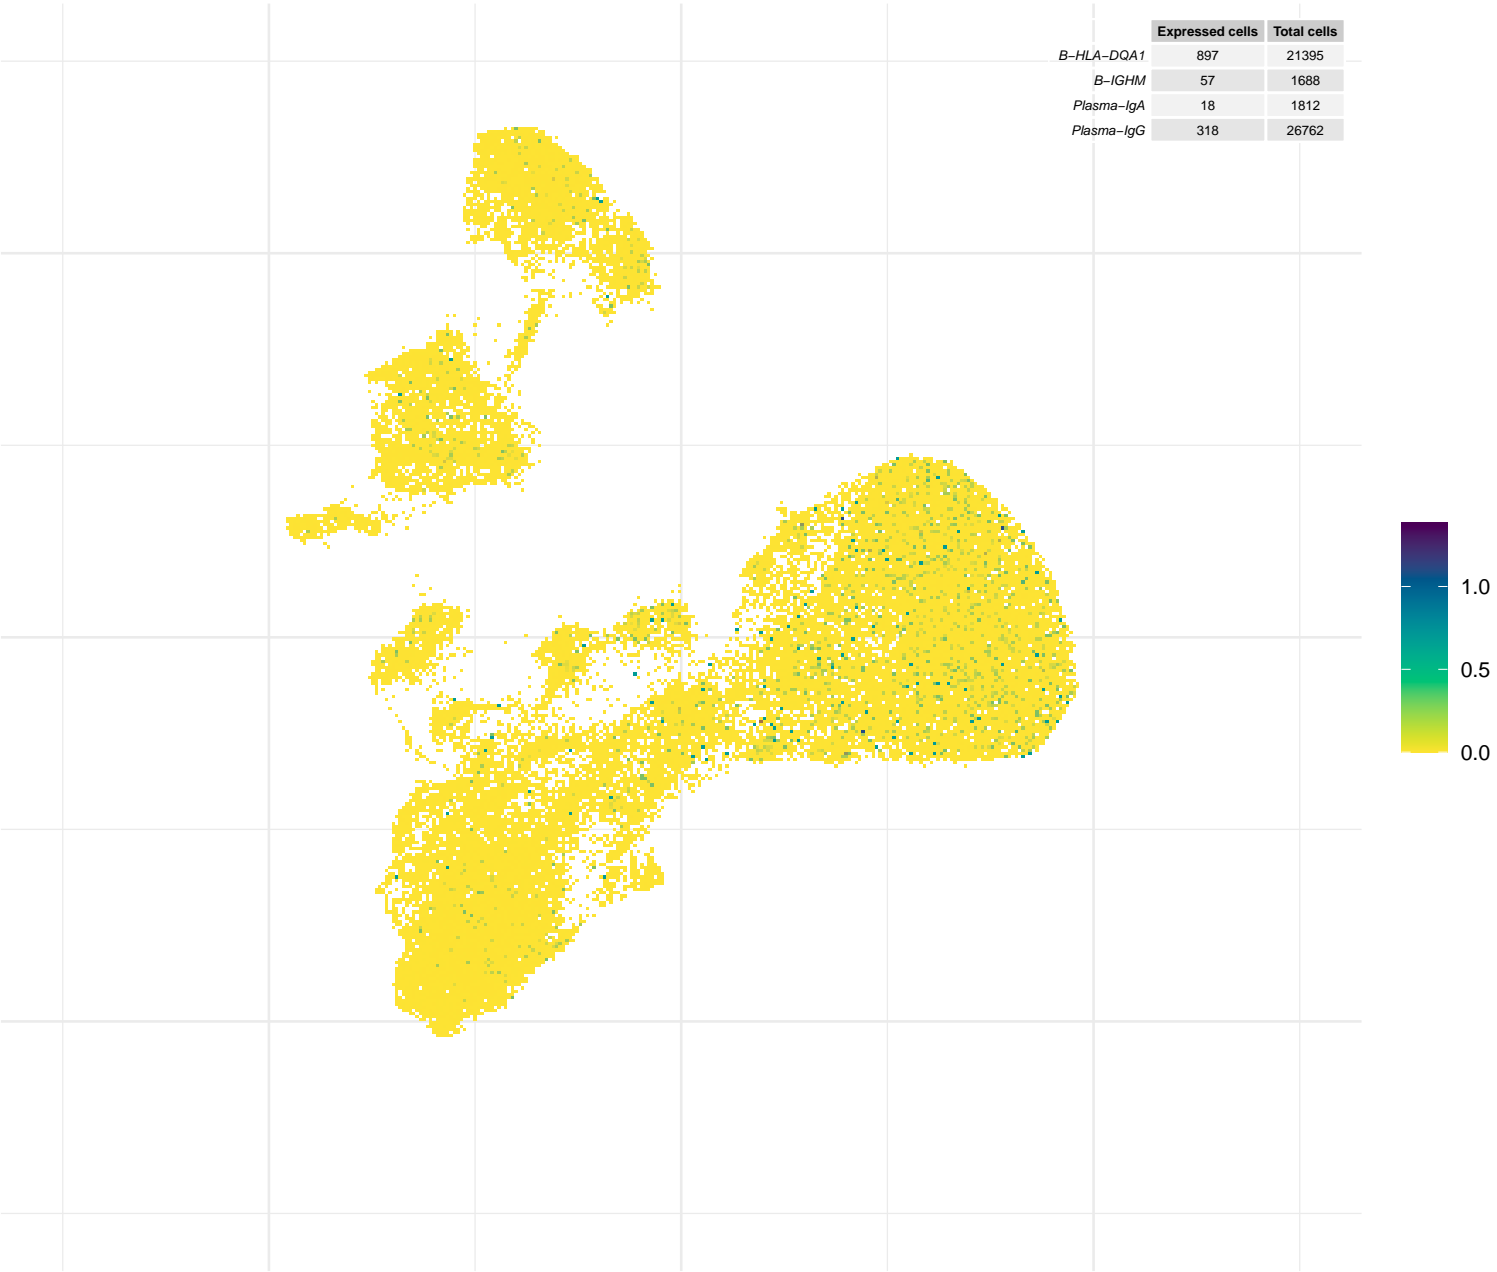 Expressed cells Total cells
B−HLA−DQA1 897 21395
B−IGHM 57 1688
Plasma−IgA 18 1812
Plasma−IgG 318 26762
1.0
0.5
0.0